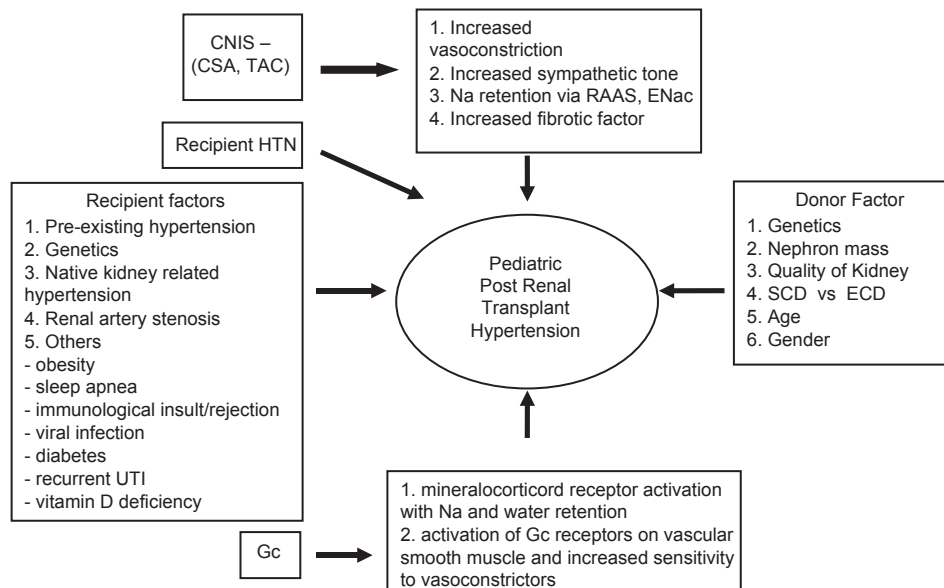 CNIS –
(CSA, TAC)
1. Increased
vasoconstriction
2. Increased sympathetic tone
3. Na retention via RAAS, ENac
4. Increased fibrotic factor
Recipient HTN
Recipient factors
1. Pre-existing hypertension
2. Genetics
3. Native kidney related
hypertension
4. Renal artery stenosis
5. Others
- obesity
- sleep apnea
- immunological insult/rejection
- viral infection
- diabetes
- recurrent UTI
- vitamin D deficiency
Pediatric
Post Renal
Transplant
Hypertension
Donor Factor
1. Genetics
2. Nephron mass
3. Quality of Kidney
4. SCD vs ECD
5. Age
6. Gender
Gc
1. mineralocorticord receptor activation
with Na and water retention
2. activation of Gc receptors on vascular
smooth muscle and increased sensitivity
to vasoconstrictors